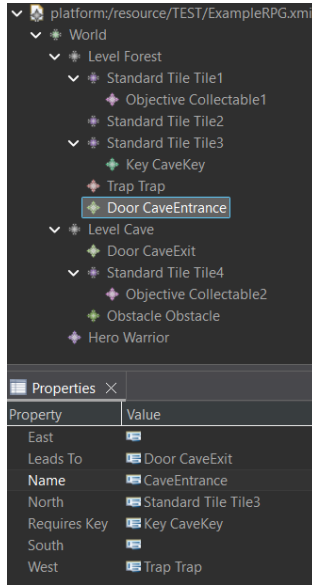 platform:/resource/TEST/ExampleRPG.xmi
World
Level Forest
Standard Tile Tile1
Objective Collectable1
Standard Tile Tile2
Standard Tile Tile3
Key CaveKey
Trap Trap
Door CaveEntrance
Level Cave
Door CaveExit
Standard Tile Tile4
Objective Collectable2
Obstacle Obstacle
Hero Warrior
Properties
Property Value
East
Leads To Door CaveExit
Name CaveEntrance
North Standard Tile Tile3
Requires Key Key CaveKey
South
West Trap Trap